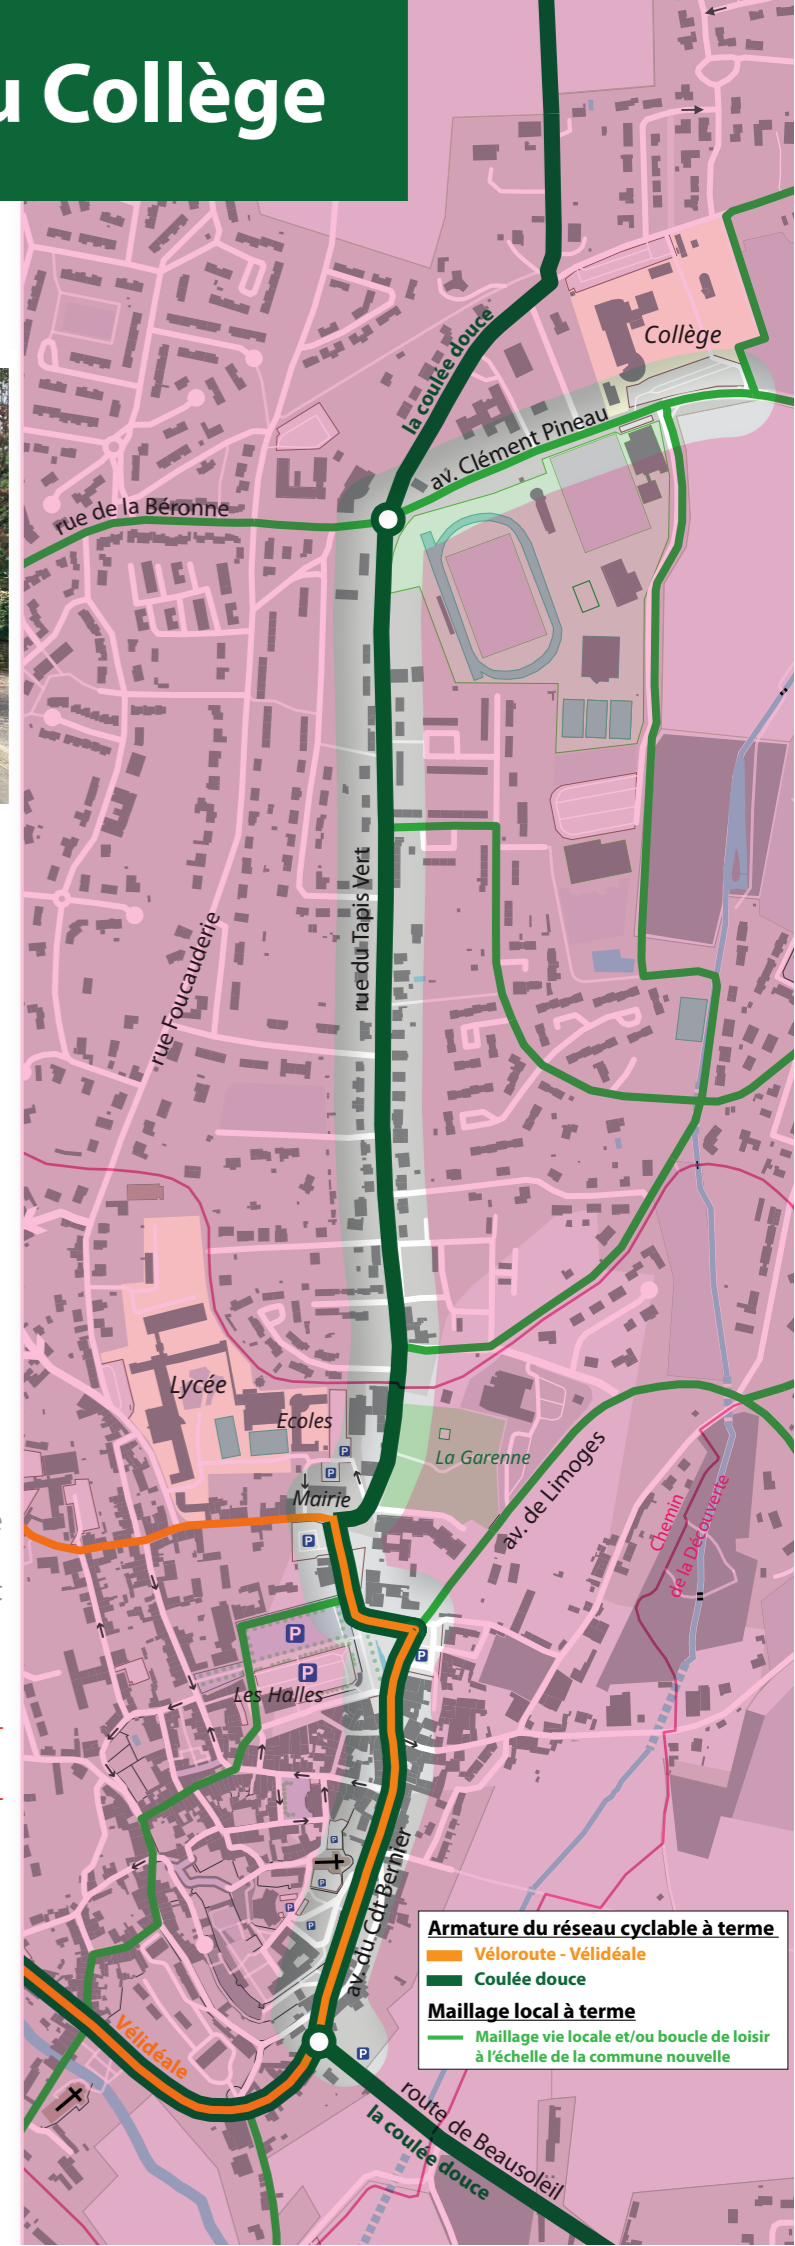 u Collège
Collège
la coulée douce
av. Clément Pineau
rue de la Béronne
rue du Tapis Vert
rue Foucauderie
Lycée
Ecoles
P
La Garenne
P
Mairie
av. de Limoges
P
Chemin
de la Découverte
P
P
P
Les Halles
P
av. du Cdt Bernier
P
P
P
Armature du réseau cyclable à terme
Véloroute - Vélidéale
Coulée douce
Maillage local à terme
Maillage vie locale et/ou boucle de loisir
à l'échelle de la commune nouvelle
Vélidéale
P
route de Beausoleil
la coulée douce